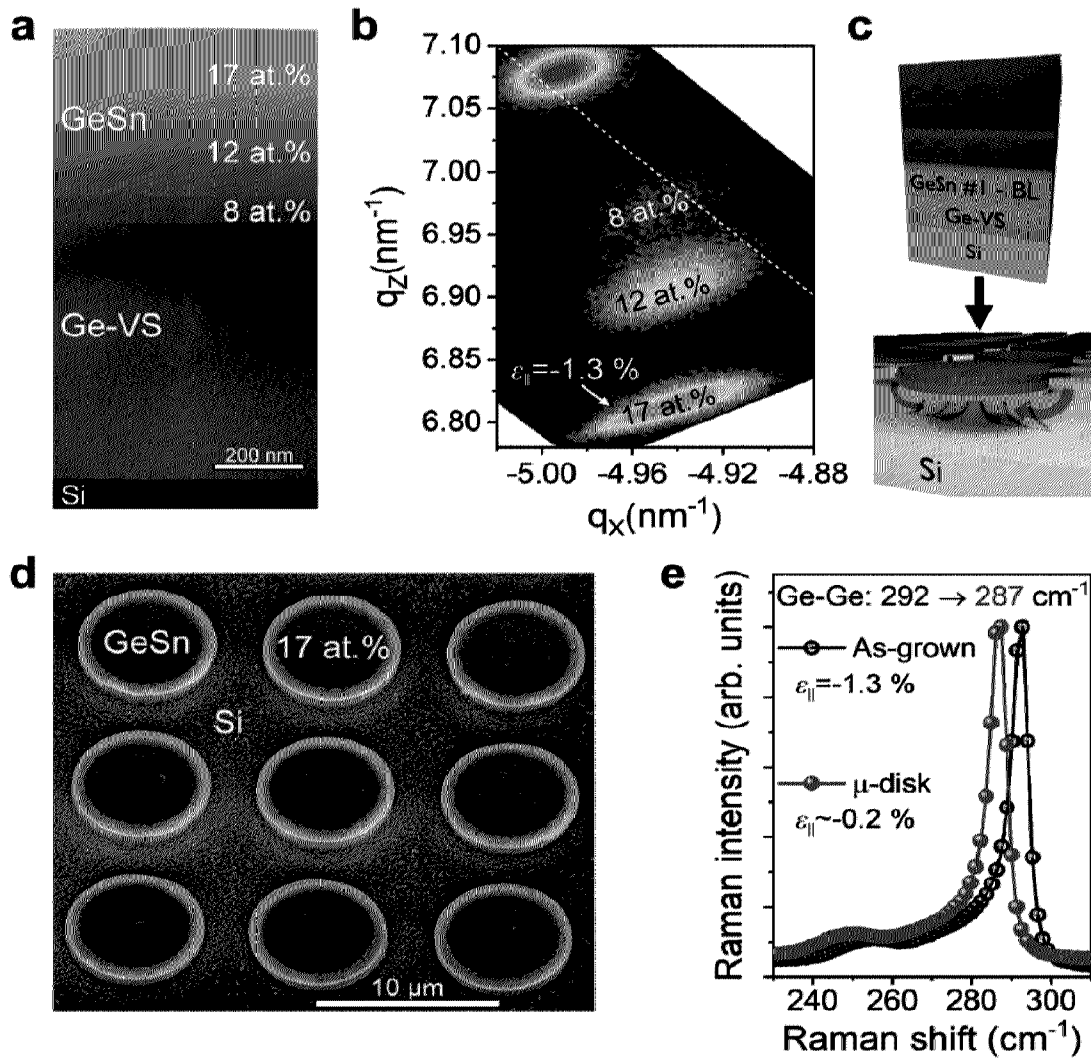 a
17 at.%
GeSn
12 at.%
8 at.%
Ge-VS
200 nm
Si
b
7.10
7.05
7.00
6.95
6.90
6.85
6.80
qz(nm⁻¹)
8 at.%
12 at.%
ε||=-1.3 %
17 at.%
-5.00 -4.96 -4.92 -4.88
qx(nm⁻¹)
c
GeSn #1 - BL
Ge-VS
Si
Si
d
GeSn 17 at.%
Si
10 µm
e
Raman intensity (arb. units)
Ge-Ge: 292 → 287 cm⁻¹
As-grown
ε||=-1.3 %
μ-disk
ε||~-0.2 %
240 260 280 300
Raman shift (cm⁻¹)